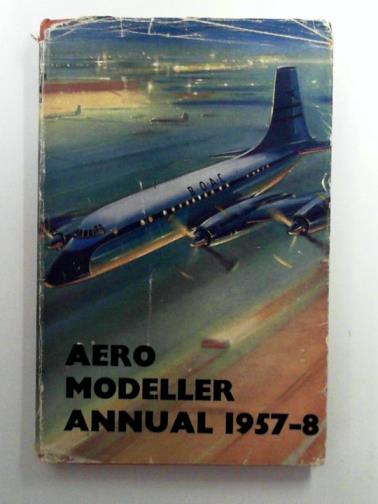 B.O.A.C
AERO
MODELLER
ANNUAL 1957-8